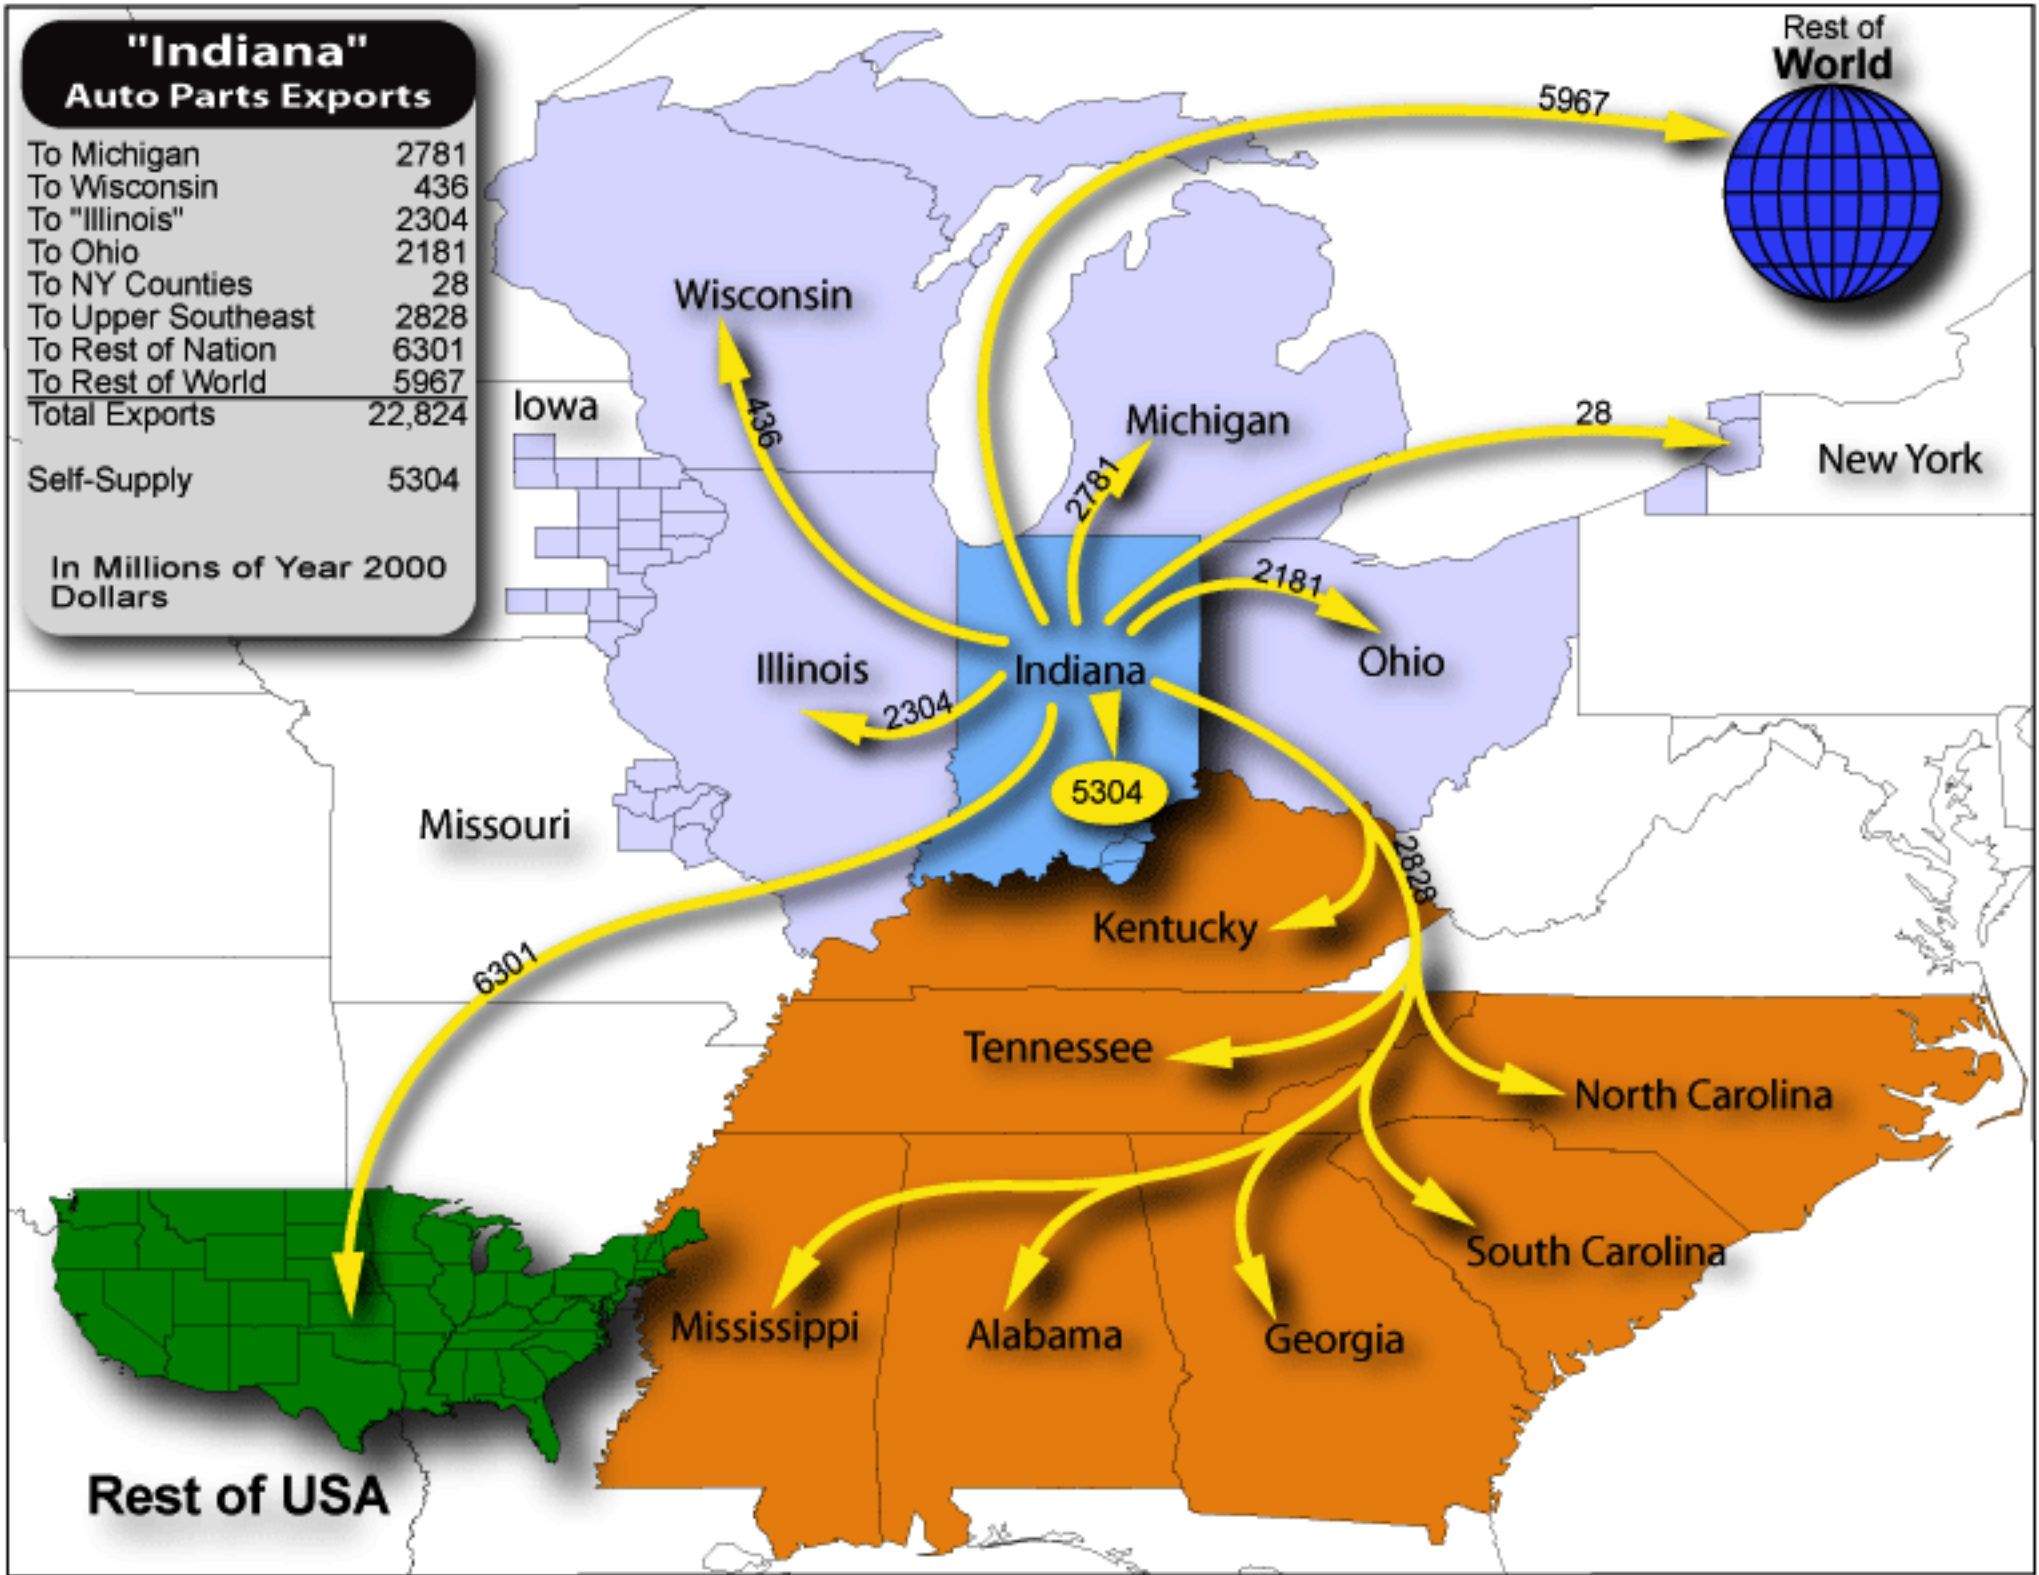 "Indiana"
Auto Parts Exports
To Michigan 2781
To Wisconsin 436
To "Illinois" 2304
To Ohio 2181
To NY Counties 28
To Upper Southeast 2828
To Rest of Nation 6301
To Rest of World 5967
Total Exports 22,824
Self-Supply 5304
In Millions of Year 2000
Dollars
Rest of
World
5967
Wisconsin
436
Iowa
Michigan
2781
28
New York
2181
Ohio
Illinois
2304
Indiana
5304
Missouri
2828
Kentucky
6301
Tennessee
North Carolina
South Carolina
Mississippi
Alabama
Georgia
Rest of USA